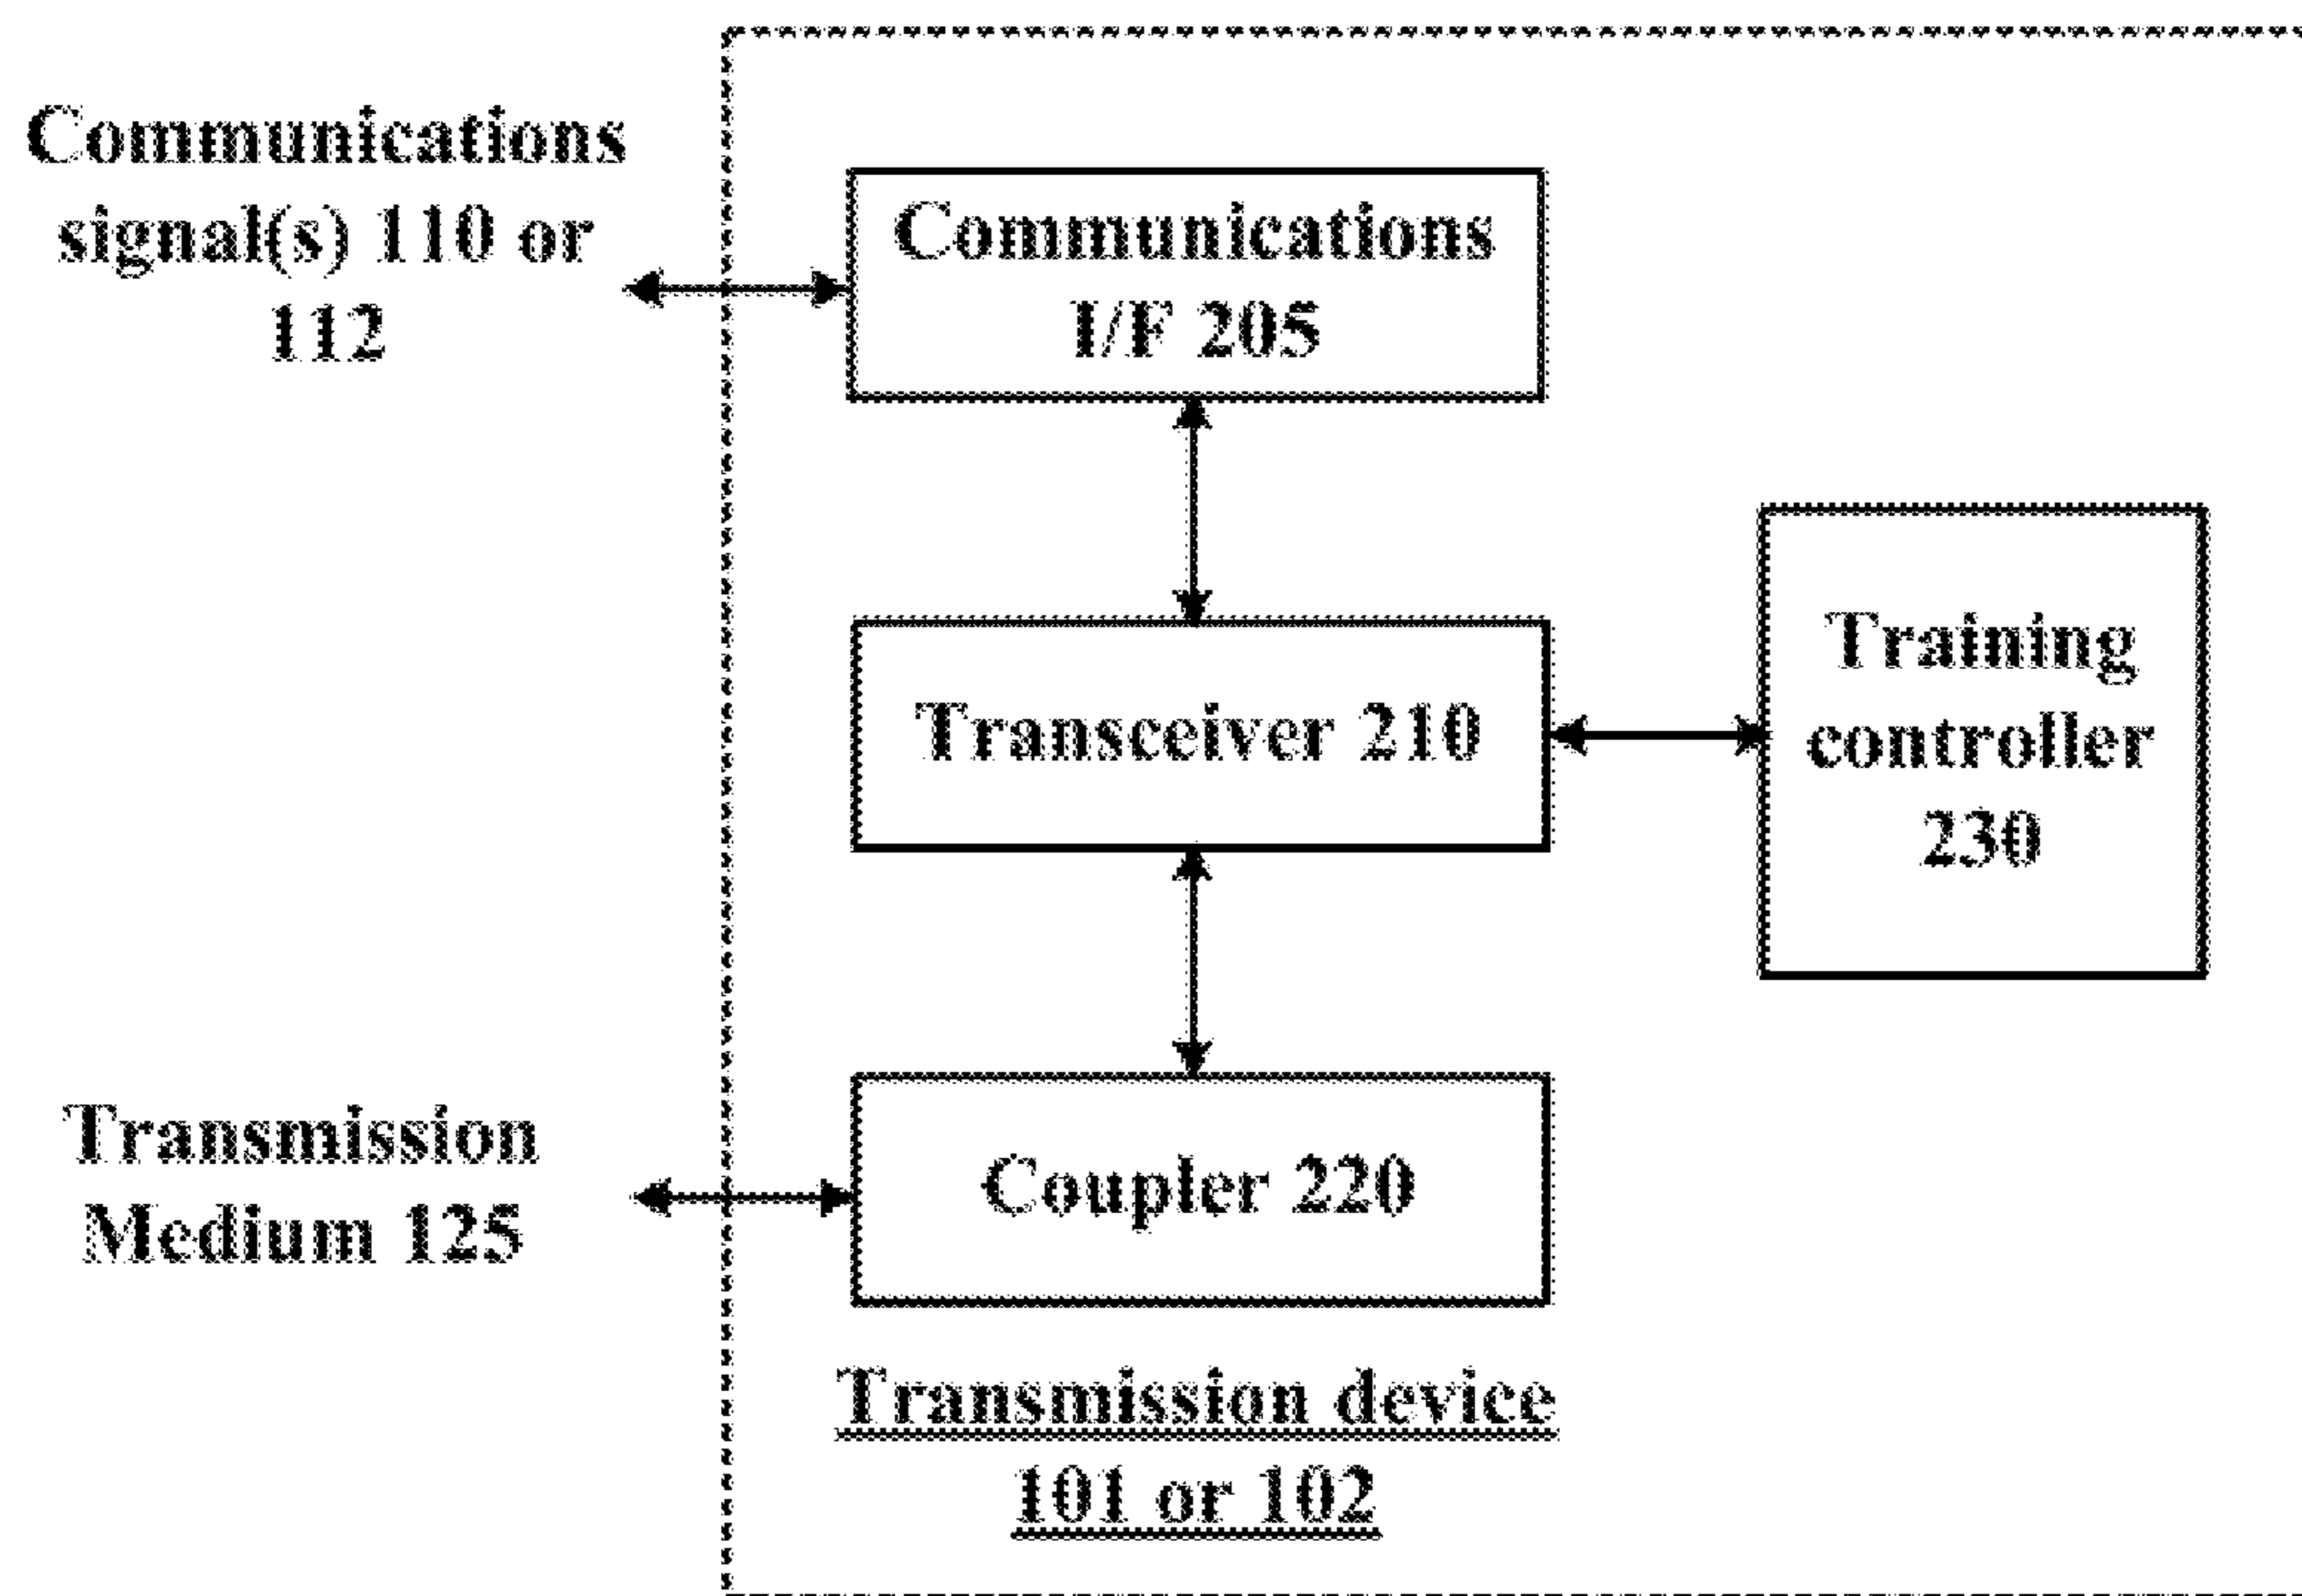 Communications
signal(s) 110 or
112
Communications
I/F 205
Transceiver 210
Training
controller
230
Transmission
Medium 125
Coupler 220
Transmission device
101 or 102